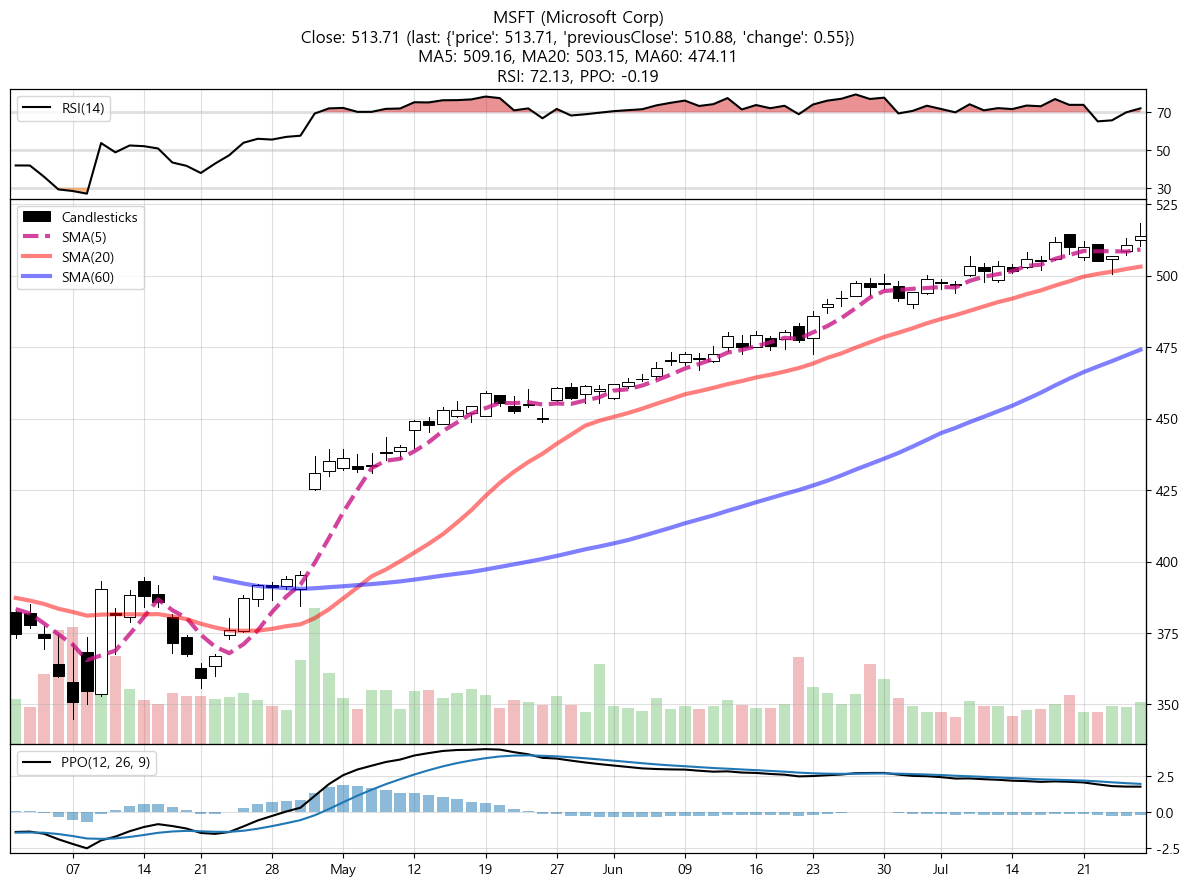 MSFT (Microsoft Corp)
Close: 513.71 (last: {'price': 513.71, 'previousClose': 510.88, 'change': 0.55})
MA5: 509.16, MA20: 503.15, MA60: 474.11
RSI: 72.13, PPO: -0.19
RSI(14)
70
50
30
Candlesticks
SMA(5)
SMA(20)
SMA(60)
525
500
475
450
425
400
375
350
PPO(12, 26, 9)
2.5
0.0
-2.5
07 14 21 28 May 12 19 27 Jun 09 16 23 30 Jul 14 21